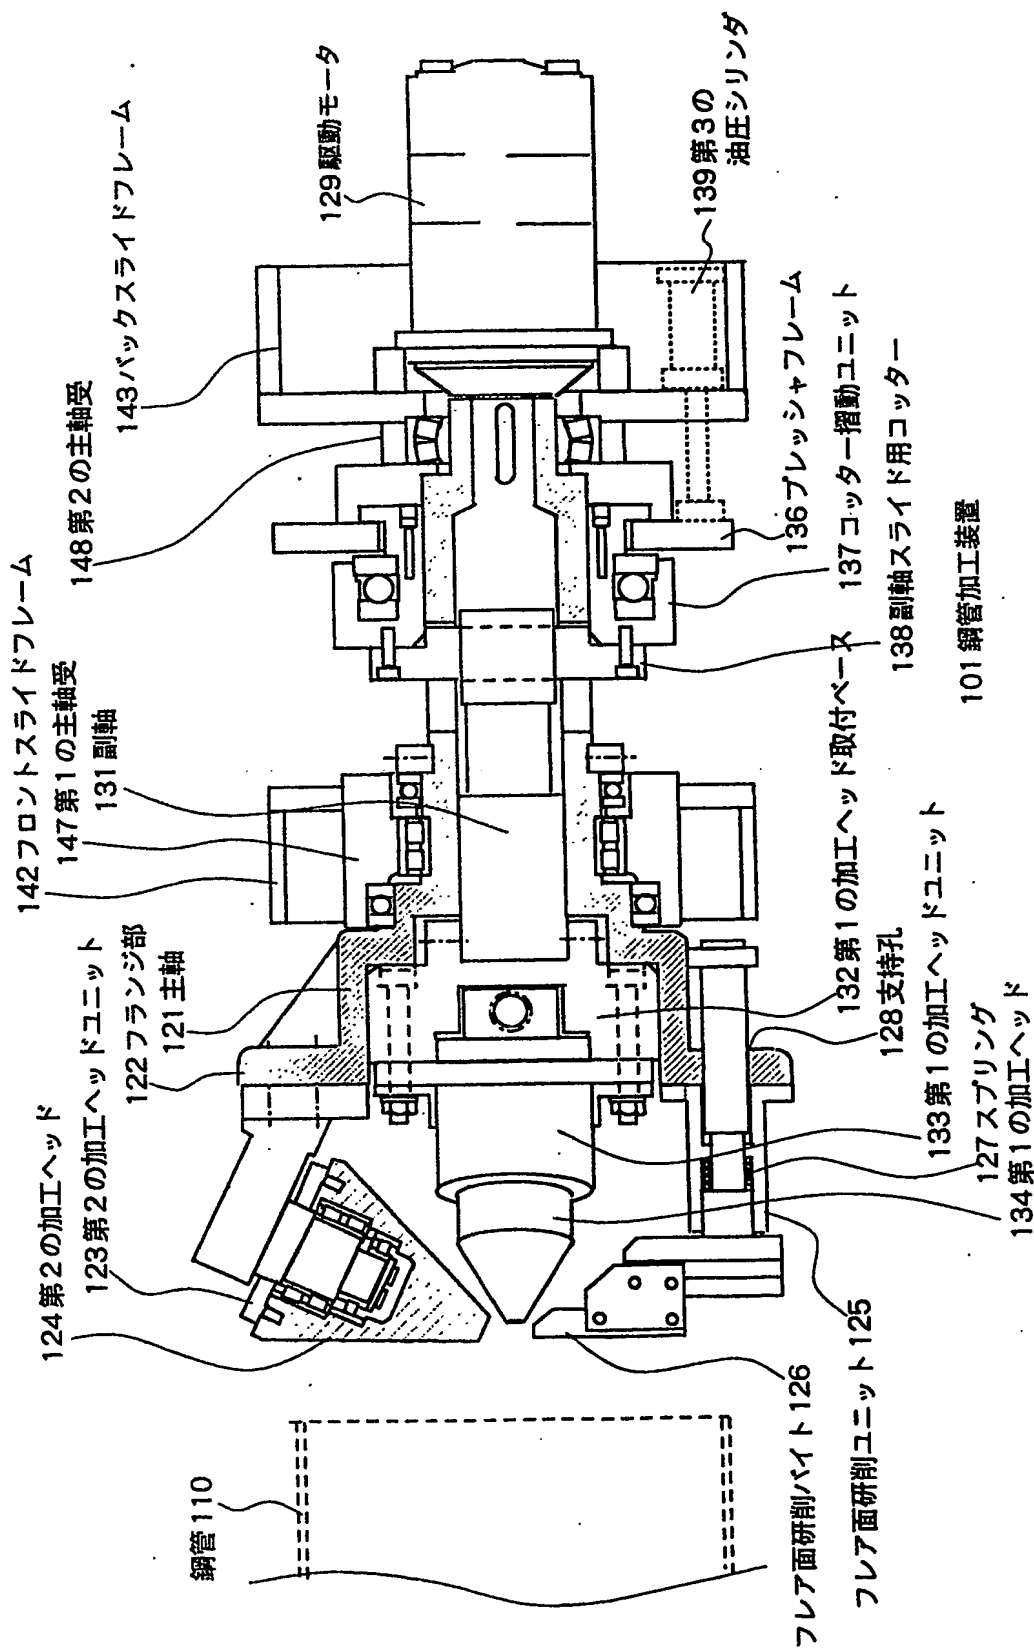 142フロントスライドフレーム
147第1の主軸受
131副軸
148第2の主軸受
143バックスライドフレーム
129駆動モータ
124第2の加工ヘッド
123第2の加工ヘッドユニット
122フランジ部
121主軸
鋼管110
フレア面研削バイト126
フレア面研削ユニット125
134第1の加工ヘッド
127スプリング
133第1の加工ヘッドユニット
128支持孔
132第1の加工ヘッド取付ベース
138副軸スライド用コッター
137コッター摺動ユニット
136プレッシャフレーム
139第3の
油圧シリンダ
101鋼管加工装置